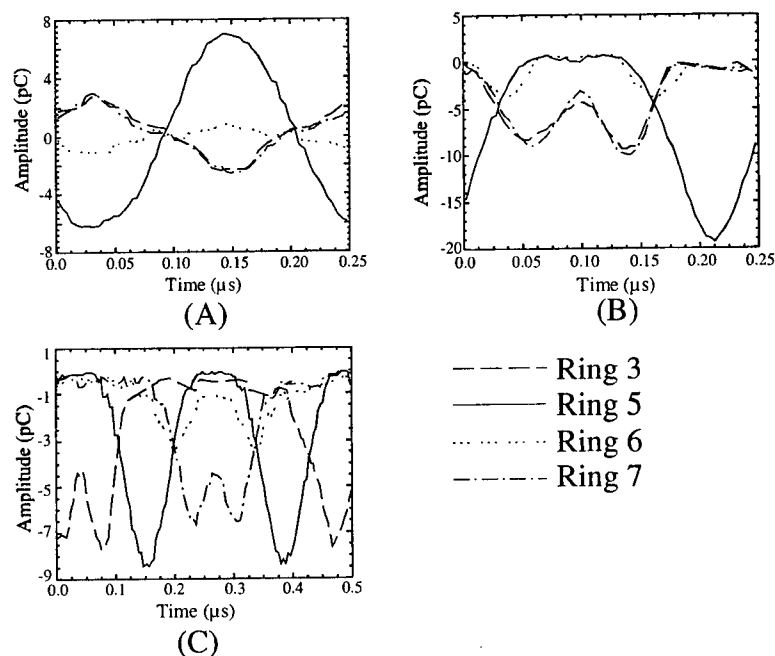 8
4
0
-4
-8
Amplitude (pC)
0.0 0.05 0.10 0.15 0.20 0.25
Time (µs)
(A)
5
0
-5
-10
-15
-20
Amplitude (pC)
0.0 0.05 0.10 0.15 0.20 0.25
Time (µs)
(B)
1
-1
-3
-5
-7
-9
Amplitude (pC)
0.0 0.1 0.2 0.3 0.4 0.5
Time (µs)
(C)
Ring 3
Ring 5
Ring 6
Ring 7